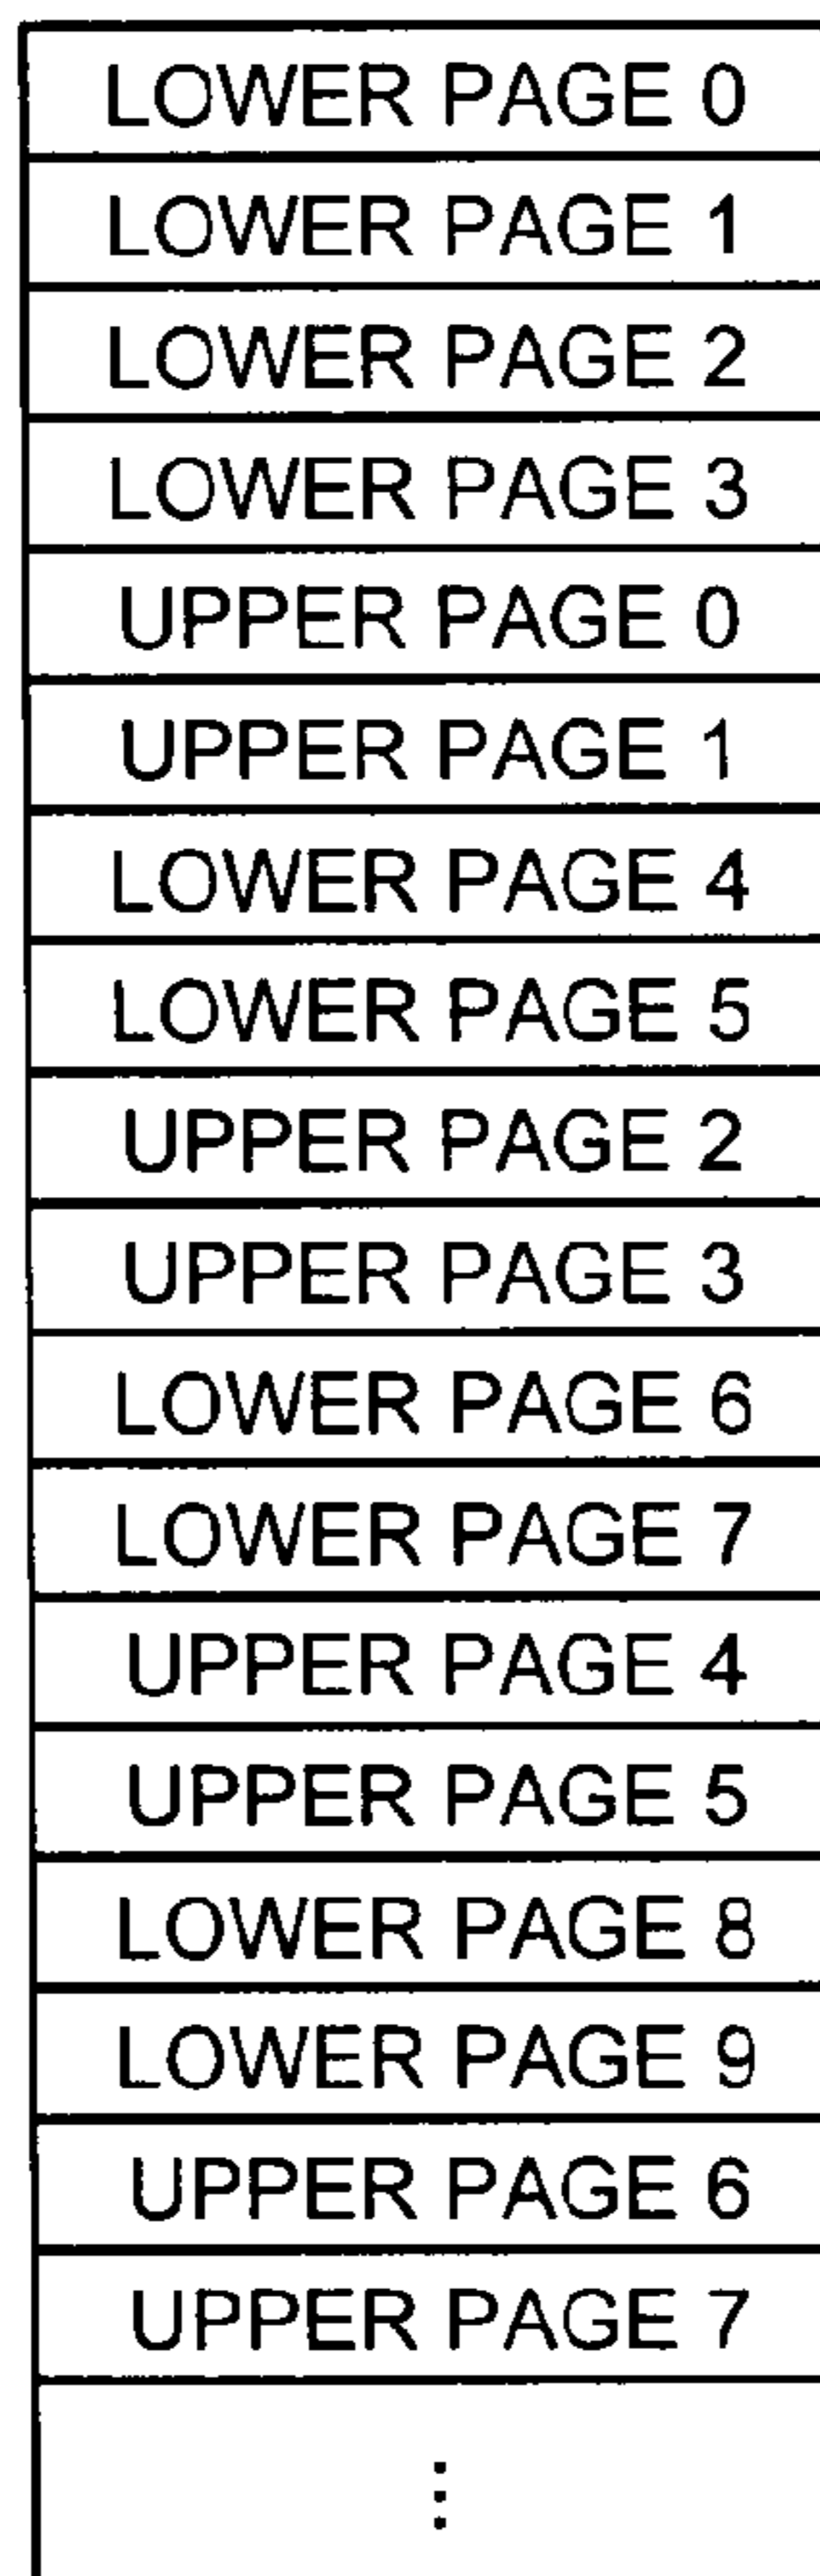 LOWER PAGE 0
LOWER PAGE 1
LOWER PAGE 2
LOWER PAGE 3
UPPER PAGE 0
UPPER PAGE 1
LOWER PAGE 4
LOWER PAGE 5
UPPER PAGE 2
UPPER PAGE 3
LOWER PAGE 6
LOWER PAGE 7
UPPER PAGE 4
UPPER PAGE 5
LOWER PAGE 8
LOWER PAGE 9
UPPER PAGE 6
UPPER PAGE 7
⋮